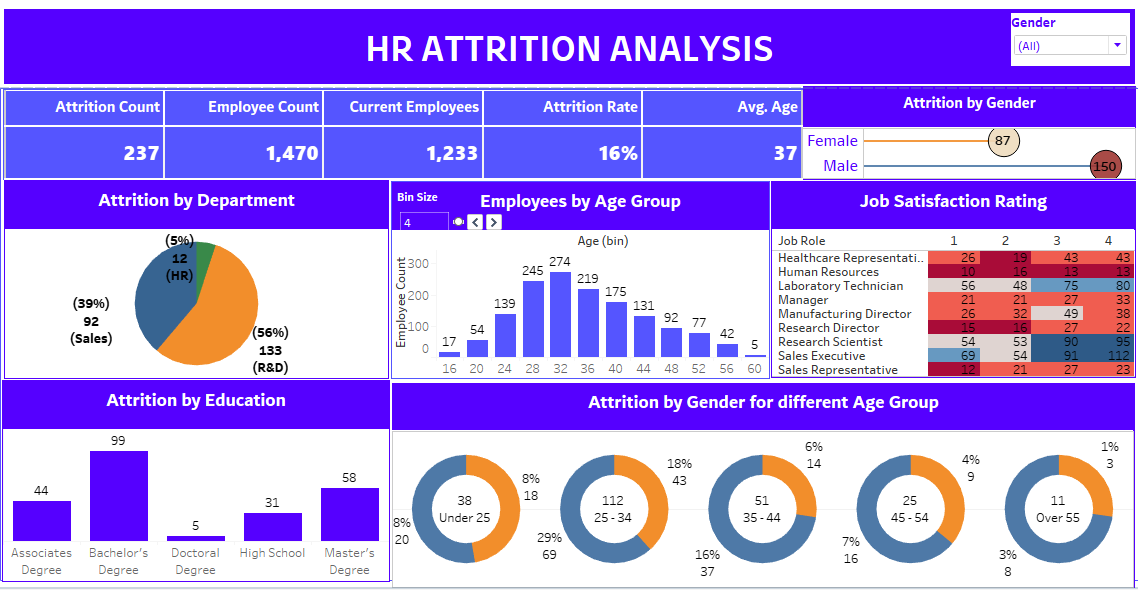 HR ATTRITION ANALYSIS
Gender
(All)
Attrition Count
Employee Count
Current Employees
Attrition Rate
Avg. Age
237
1,470
1,233
16%
37
Attrition by Gender
Female
87
Male
150
Attrition by Department
(5%)
12
(HR)
(39%)
92
(Sales)
(56%)
133
(R&D)
Bin Size
4
Employees by Age Group
Age (bin)
Employee Count
300
200
100
0
17
54
139
245
274
219
175
131
92
77
42
5
16 20 24 28 32 36 40 44 48 52 56 60
Job Satisfaction Rating
Job Role 1 2 3 4
Healthcare Representati.. 26 19 43 43
Human Resources 10 16 13 13
Laboratory Technician 56 48 75 80
Manager 21 21 27 33
Manufacturing Director 26 32 49 38
Research Director 15 16 27 22
Research Scientist 54 53 90 95
Sales Executive 69 54 91 112
Sales Representative 12 21 27 23
Attrition by Education
44
99
5
31
58
Associates
Degree
Bachelor's
Degree
Doctoral
Degree
High School
Master's
Degree
Attrition by Gender for different Age Group
38
Under 25
8%
18
8%
20
112
25 - 34
18%
43
29%
69
51
35 - 44
6%
14
16%
37
25
45 - 54
4%
9
7%
16
11
Over 55
1%
3
3%
8